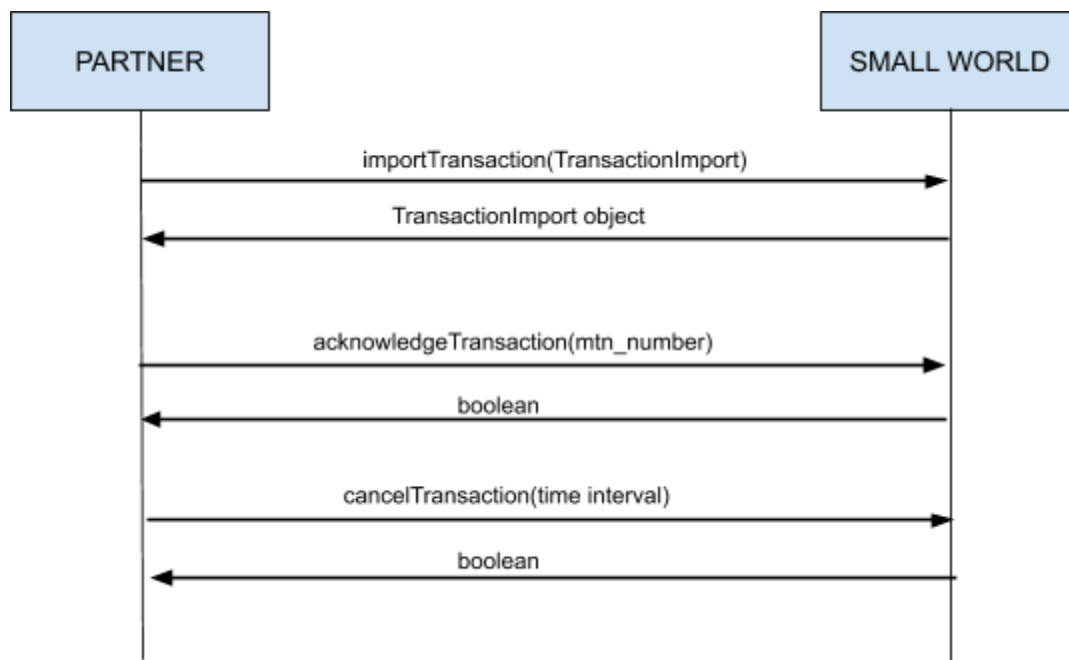 PARTNER
SMALL WORLD
importTransaction(TransactionImport)
TransactionImport object
acknowledgeTransaction(mtn_number)
boolean
cancelTransaction(time interval)
boolean